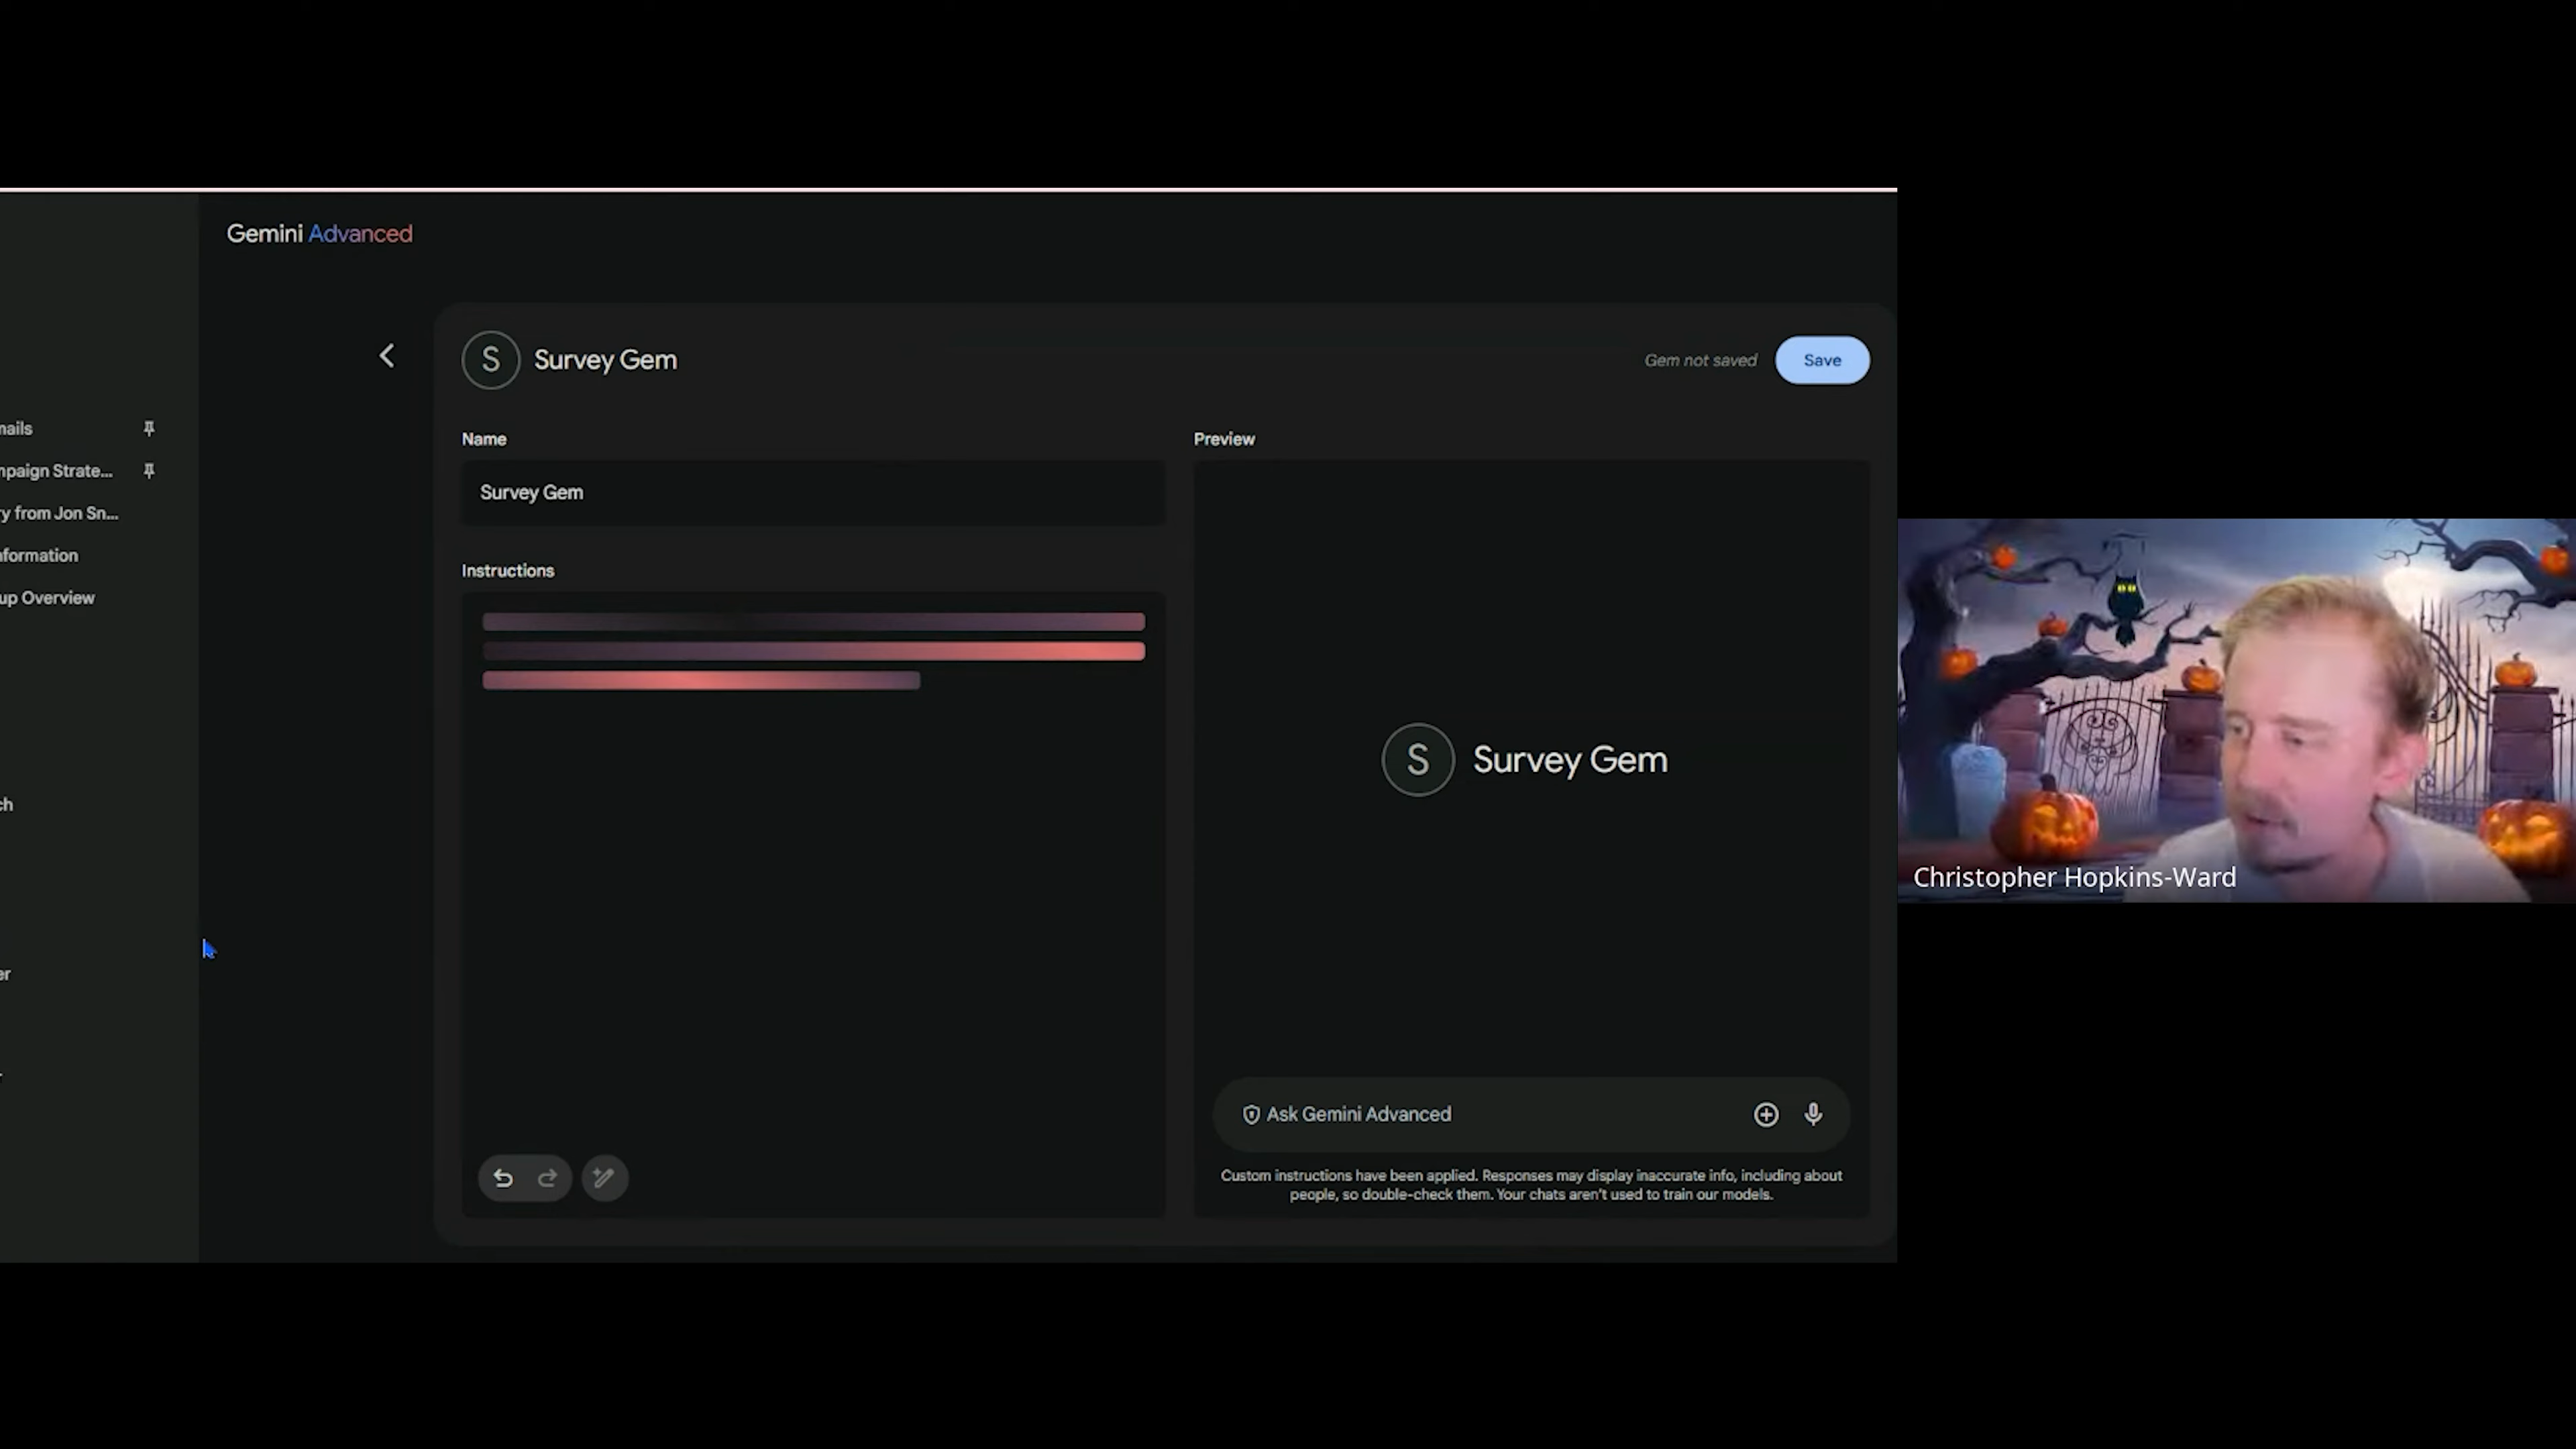 Gemini Advanced
S Survey Gem
Gem not saved
Save
Name
Survey Gem
Instructions
Preview
S Survey Gem
Ask Gemini Advanced
Custom instructions have been applied. Responses may display inaccurate info, including about
people, so double-check them. Your chats aren't used to train our models.
nails
npaign Strate...
ry from Jon Sn...
nformation
up Overview
ch
er
Christopher Hopkins-Ward